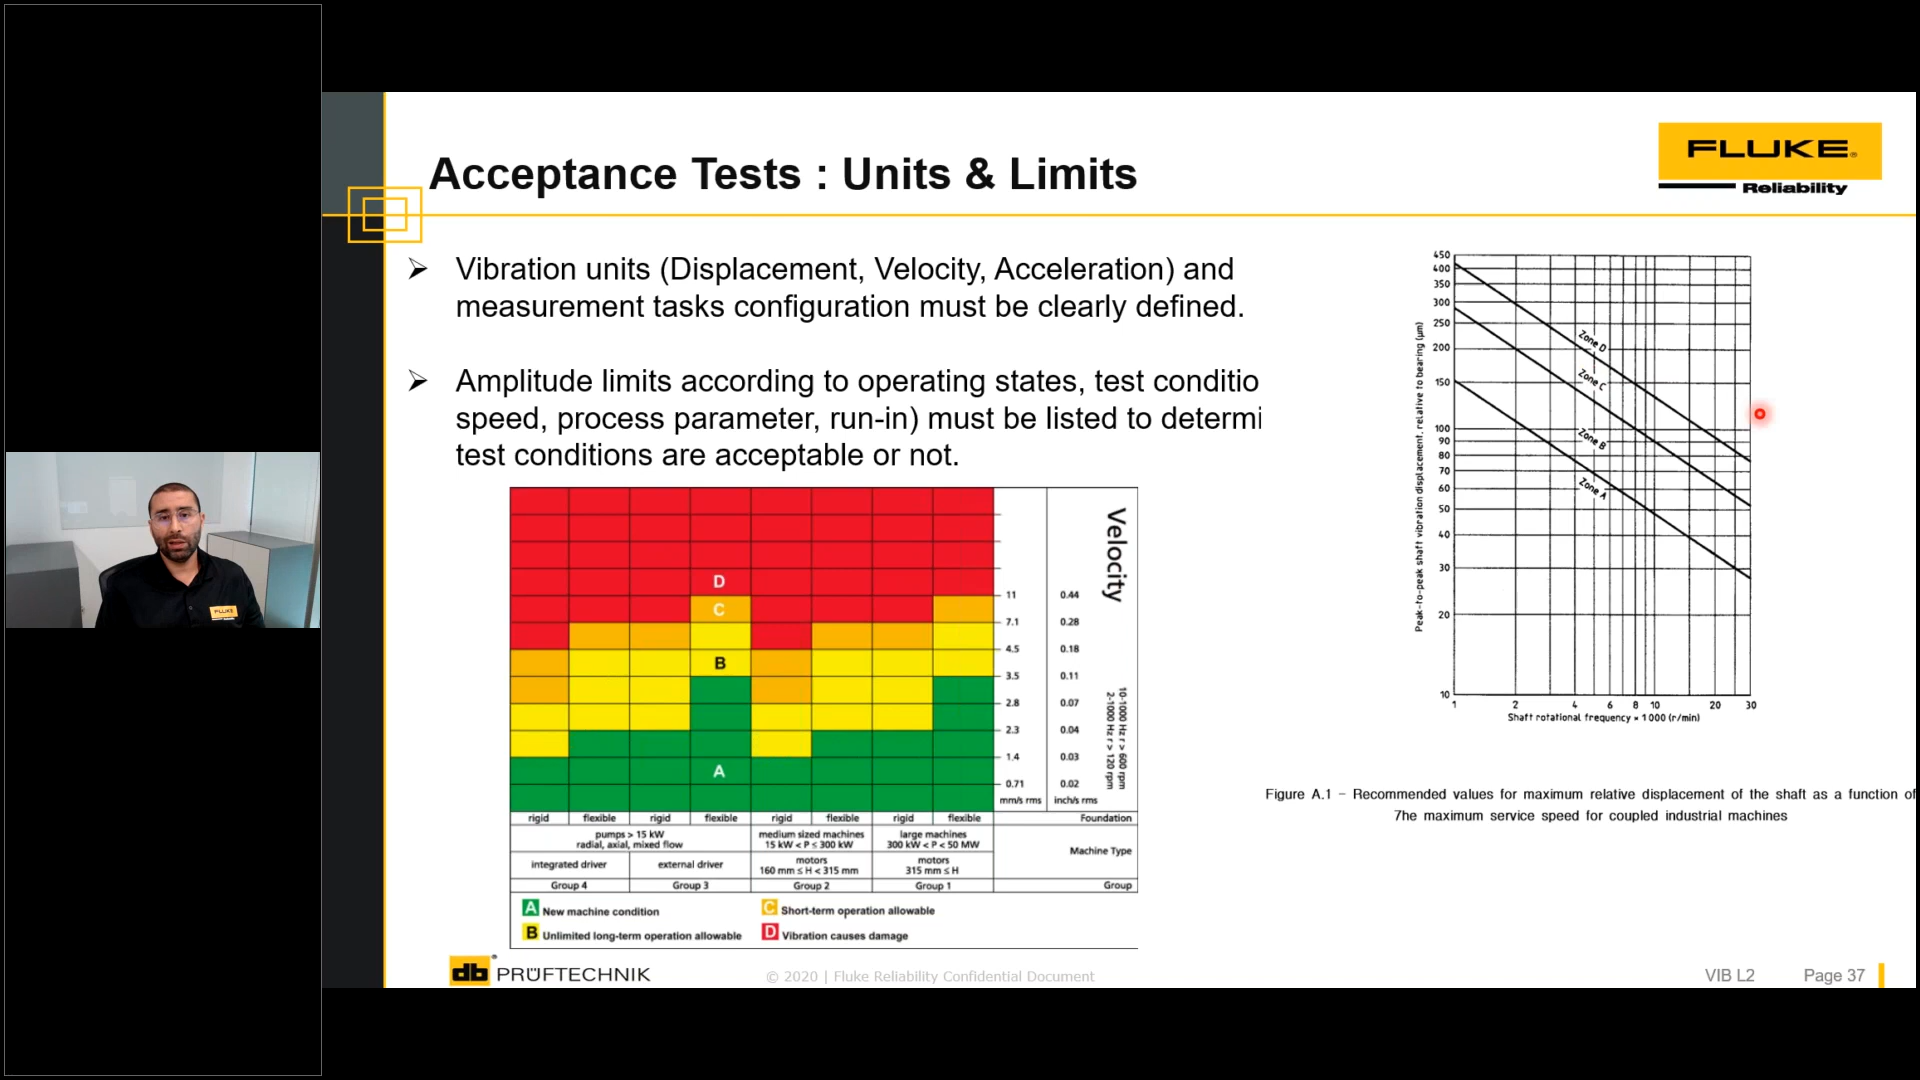 Acceptance Tests : Units & Limits
FLUKE®
Reliability
➢ Vibration units (Displacement, Velocity, Acceleration) and
measurement tasks configuration must be clearly defined.
➢ Amplitude limits according to operating states, test conditio
speed, process parameter, run-in) must be listed to determi
test conditions are acceptable or not.
D
C
B
A
Velocity
11 0.44
7.1 0.28
4.5 0.18
3.5 0.11
2.8 0.07
2.3 0.04
1.4 0.03
0.71 0.02
mm/s rms inch/s rms
10-1000 Hz r > 600 rpm
2-1000 Hz r > 120 rpm
rigid flexible rigid flexible rigid flexible rigid flexible Foundation
pumps > 15 kW
radial, axial, mixed flow
medium sized machines
15 kW < P ≤ 300 kW
large machines
300 kW < P < 50 MW
Machine Type
integrated driver external driver
motors
160 mm ≤ H < 315 mm
motors
315 mm ≤ H
Group 4 Group 3 Group 2 Group 1 Group
A New machine condition
C Short-term operation allowable
B Unlimited long-term operation allowable
D Vibration causes damage
Peak-to-peak shaft vibration displacement, relative to bearing (µm)
450
400
350
300
250
200
150
100
90
80
70
60
50
40
30
20
10
Zone D
Zone C
Zone B
Zone A
1 2 4 6 8 10 20 30
Shaft rotational frequency × 1000 (r/min)
Figure A.1 – Recommended values for maximum relative displacement of the shaft as a function of
7he maximum service speed for coupled industrial machines
FLUKE
db PRÜFTECHNIK
© 2020 | Fluke Reliability Confidential Document
VIB L2 Page 37